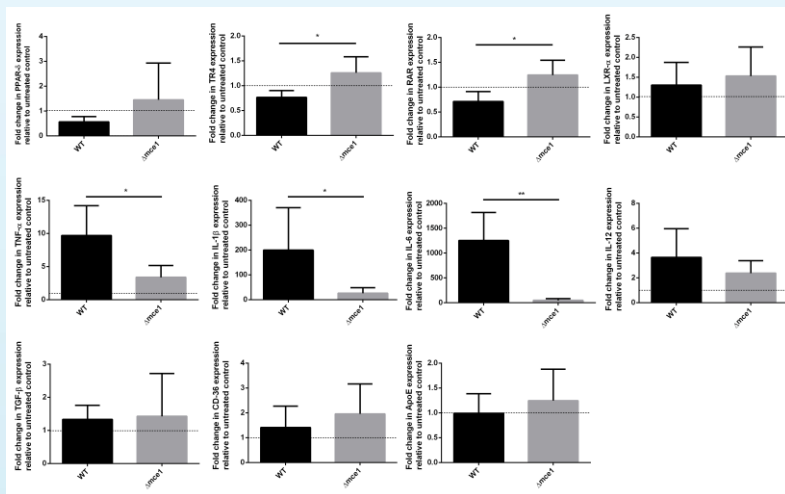 Fold change in PPAR-δ expression
relative to untreated control
4
3
2
1
0
WT
Δmce1
Fold change in TR4 expression
relative to untreated control
2.0
1.5
1.0
0.5
0.0
*
WT
Δmce1
Fold change in RAR expression
relative to untreated control
2.0
1.5
1.0
0.5
0.0
*
WT
Δmce1
Fold change in LXR-α expression
relative to untreated control
2.5
2.0
1.5
1.0
0.5
0.0
WT
Δmce1
Fold change in TNF-α expression
relative to untreated control
15
10
5
0
*
WT
Δmce1
Fold change in IL-1β expression
relative to untreated control
400
300
200
100
0
*
WT
Δmce1
Fold change in IL-6 expression
relative to untreated control
2000
1500
1000
500
0
**
WT
Δmce1
Fold change in IL-12 expression
relative to untreated control
8
6
4
2
0
WT
Δmce1
Fold change in TGF-β expression
relative to untreated control
3
2
1
0
WT
Δmce1
Fold change in CD-36 expression
relative to untreated control
4
3
2
1
0
WT
Δmce1
Fold change in ApoE expression
relative to untreated control
2.0
1.5
1.0
0.5
0.0
WT
Δmce1